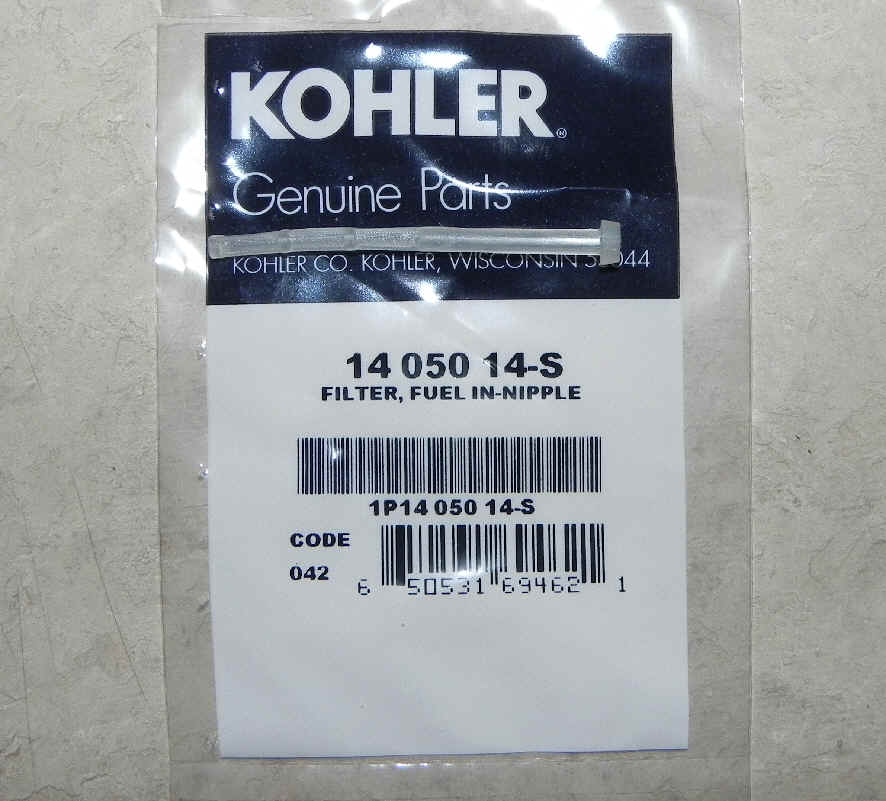 KOHLER®
Genuine Parts
KOHLER CO. KOHLER, WISCONSIN 53044
14 050 14-S
FILTER, FUEL IN-NIPPLE
1P14 050 14-S
CODE
042
6 50531 69462 1